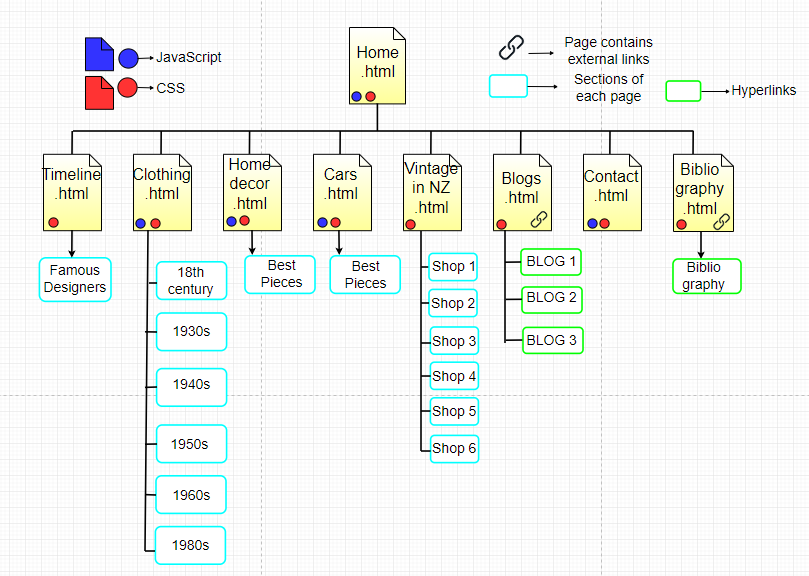 Home
.html
JavaScript
CSS
Page contains
external links
Sections of
each page
Hyperlinks
Timeline
.html
Clothing
.html
Home
decor
.html
Cars
.html
Vintage
in NZ
.html
Blogs
.html
Contact
.html
Biblio
graphy
.html
Famous
Designers
18th
century
1930s
1940s
1950s
1960s
1980s
Best
Pieces
Best
Pieces
Shop 1
Shop 2
Shop 3
Shop 4
Shop 5
Shop 6
BLOG 1
BLOG 2
BLOG 3
Biblio
graphy